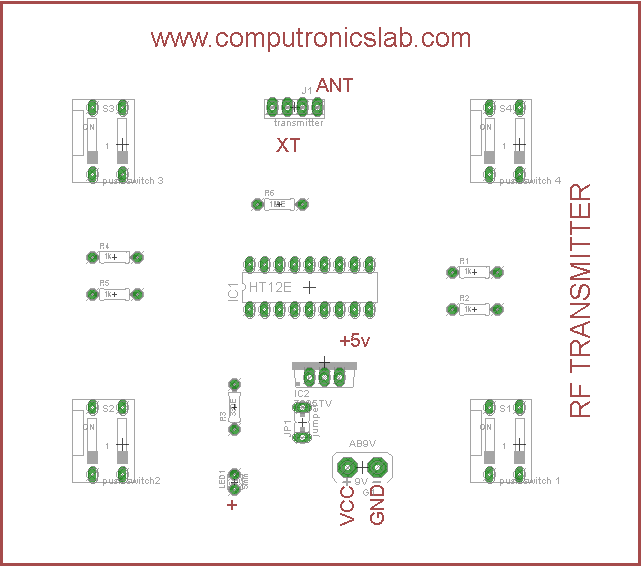 www.computronicslab.com
J1
ANT
transmitter
XT
S3
ON
1
pushswitch 3
S4
ON
1
pushswitch 4
R6
R4
1k
R5
1k
R1
1k
R2
1k
IC1
HT12E
RF TRANSMITTER
+5v
IC2
7805TV
JP1
jumper
R3
S2
ON
1
pushswitch2
LED1
5mm
+
AB9V
+ 9V -
VCC
GND
S1
ON
1
pushswitch 1